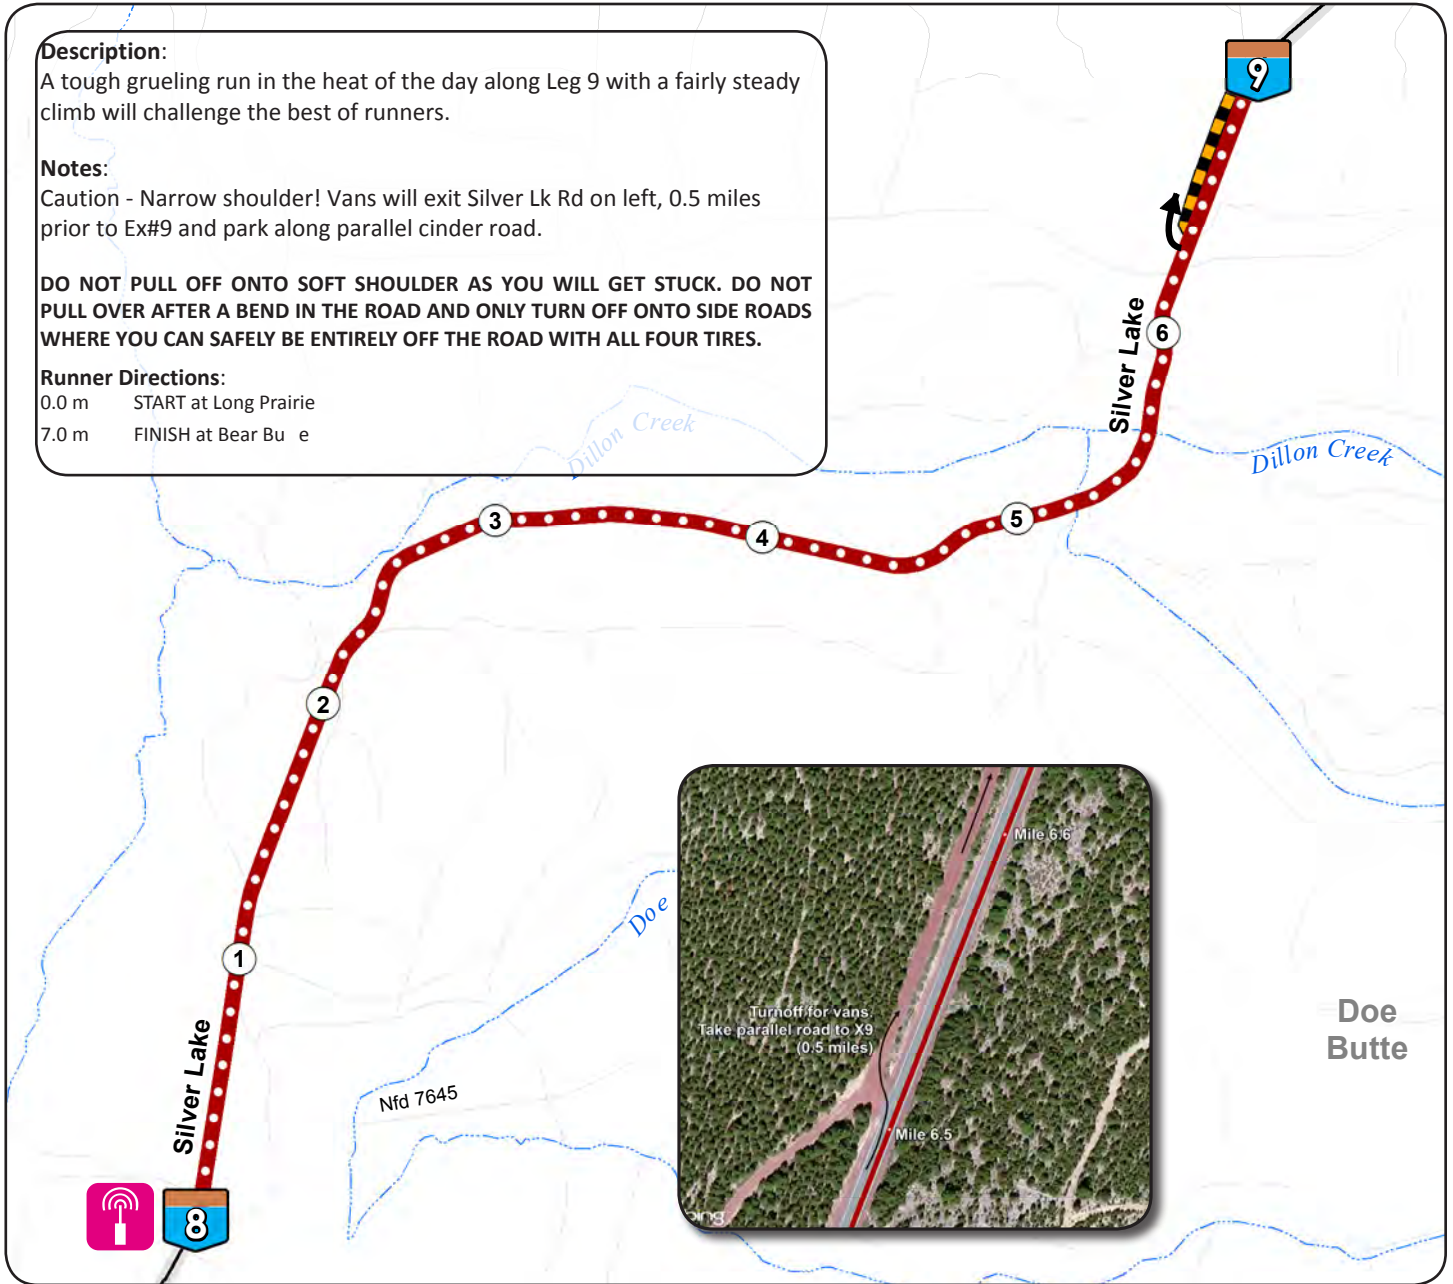 Description:
A tough grueling run in the heat of the day along Leg 9 with a fairly steady
climb will challenge the best of runners.
Notes:
Caution - Narrow shoulder! Vans will exit Silver Lk Rd on left, 0.5 miles
prior to Ex#9 and park along parallel cinder road.
DO NOT PULL OFF ONTO SOFT SHOULDER AS YOU WILL GET STUCK. DO NOT
PULL OVER AFTER A BEND IN THE ROAD AND ONLY TURN OFF ONTO SIDE ROADS
WHERE YOU CAN SAFELY BE ENTIRELY OFF THE ROAD WITH ALL FOUR TIRES.
Runner Directions:
0.0 m START at Long Prairie
7.0 m FINISH at Bear Bu e
9
6
Silver Lake
Dillon Creek
Dillon Creek
3
4
5
2
1
Doe
Silver Lake
Nfd 7645
8
Mile 6.6
Turnoff for vans.
Take parallel road to X9
(0.5 miles)
Mile 6.5
bing
Doe
Butte